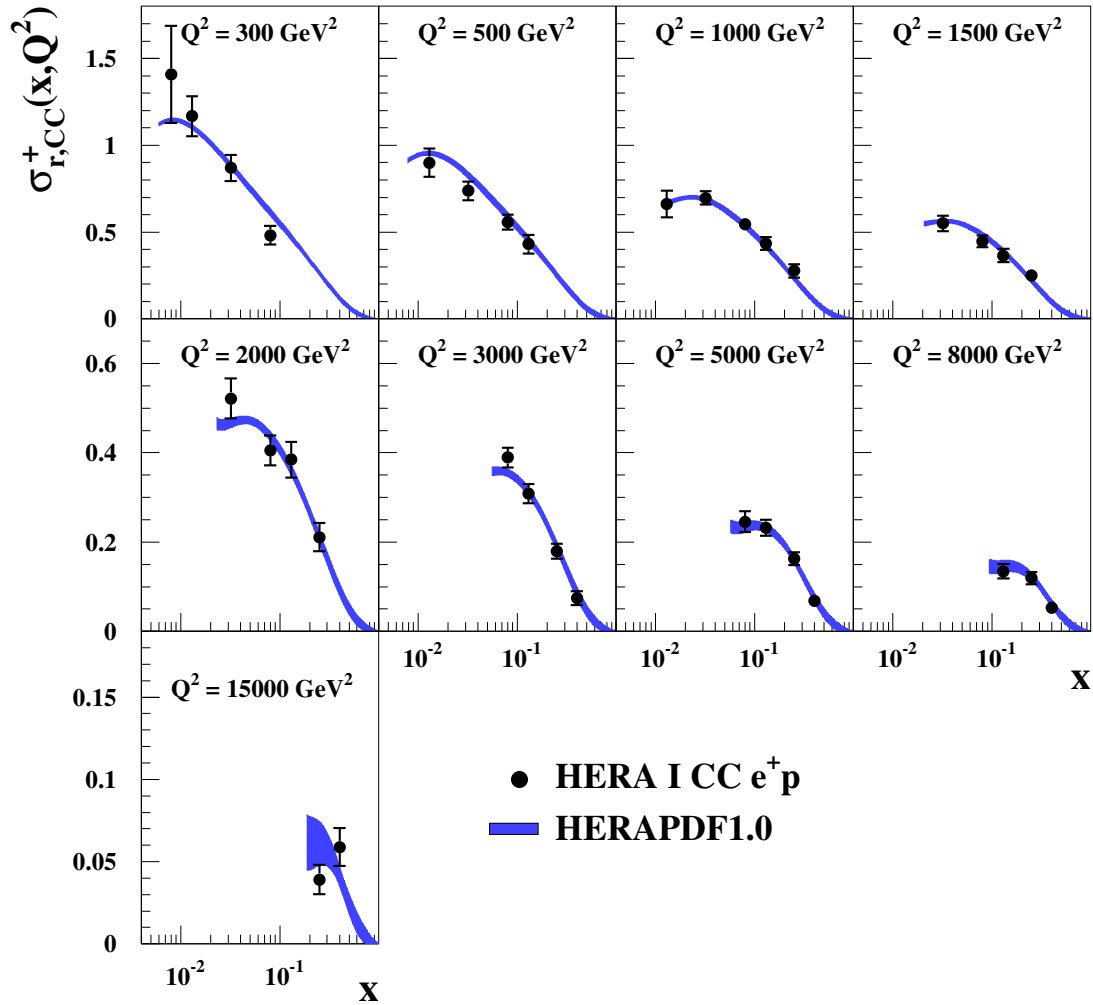 σ⁺r,CC(x,Q²)
Q² = 300 GeV²
Q² = 500 GeV²
Q² = 1000 GeV²
Q² = 1500 GeV²
1.5
1
0.5
0
Q² = 2000 GeV²
Q² = 3000 GeV²
Q² = 5000 GeV²
Q² = 8000 GeV²
0.6
0.4
0.2
0
10⁻² 10⁻¹ 10⁻² 10⁻¹ 10⁻² 10⁻¹
x
Q² = 15000 GeV²
0.15
0.1
0.05
0
10⁻² 10⁻¹
x
HERA I CC e⁺p
HERAPDF1.0